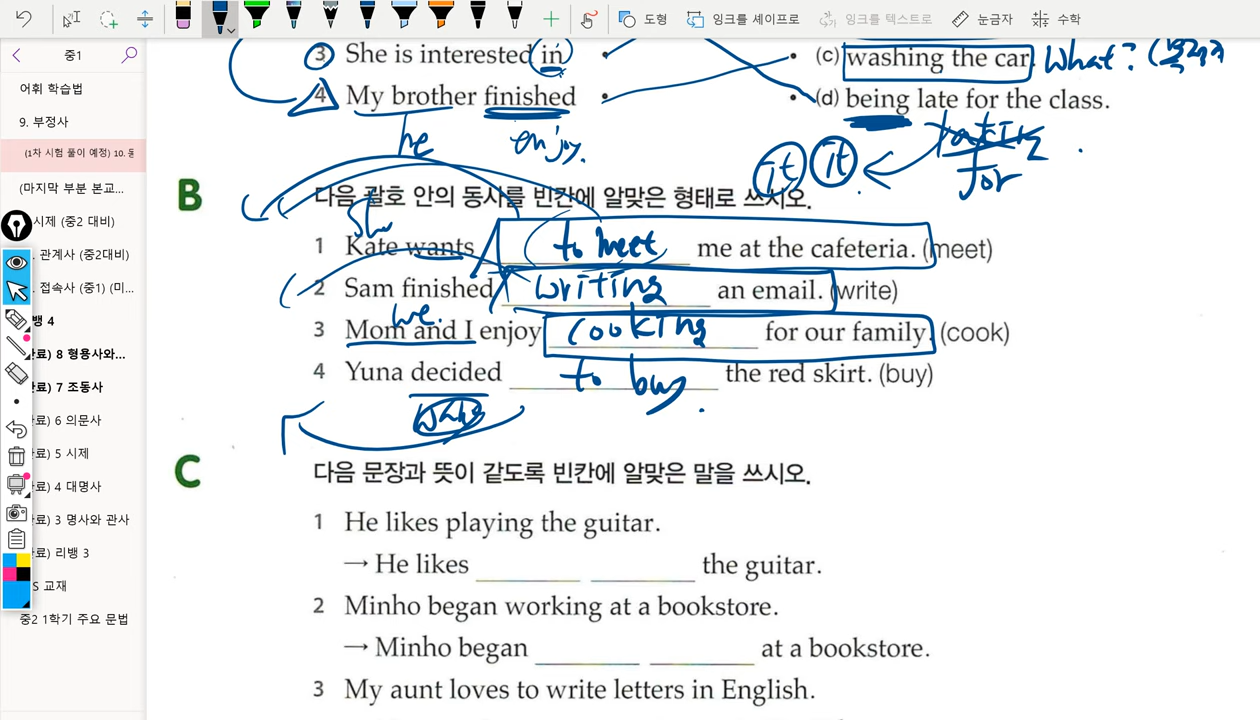 도형
잉크를 셰이프로
잉크를 텍스트로
눈금자
수학
중1
어휘 학습법
9. 부정사
(1차 시험 풀이 예정) 10. 동
(마지막 부분 본교...
시제 (중2 대비)
관계사 (중2대비)
접속사 (중1) (미...
뱅 4
료) 8 형용사와...
료) 7 조동사
료) 6 의문사
료) 5 시제
료) 4 대명사
료) 3 명사와 관사
료) 리뱅 3
S 교재
중2 1학기 주요 문법
3 She is interested in
(c) washing the car. What?
4 My brother finished
(d) being late for the class.
he
enjoy.
it it
for
B 다음 괄호 안의 동사를 빈칸에 알맞은 형태로 쓰시오.
She
1 Kate wants to meet me at the cafeteria. (meet)
2 Sam finished writing an email. (write)
we.
3 Mom and I enjoy cooking for our family. (cook)
4 Yuna decided to buy the red skirt. (buy)
C 다음 문장과 뜻이 같도록 빈칸에 알맞은 말을 쓰시오.
1 He likes playing the guitar.
→ He likes the guitar.
2 Minho began working at a bookstore.
→ Minho began at a bookstore.
3 My aunt loves to write letters in English.